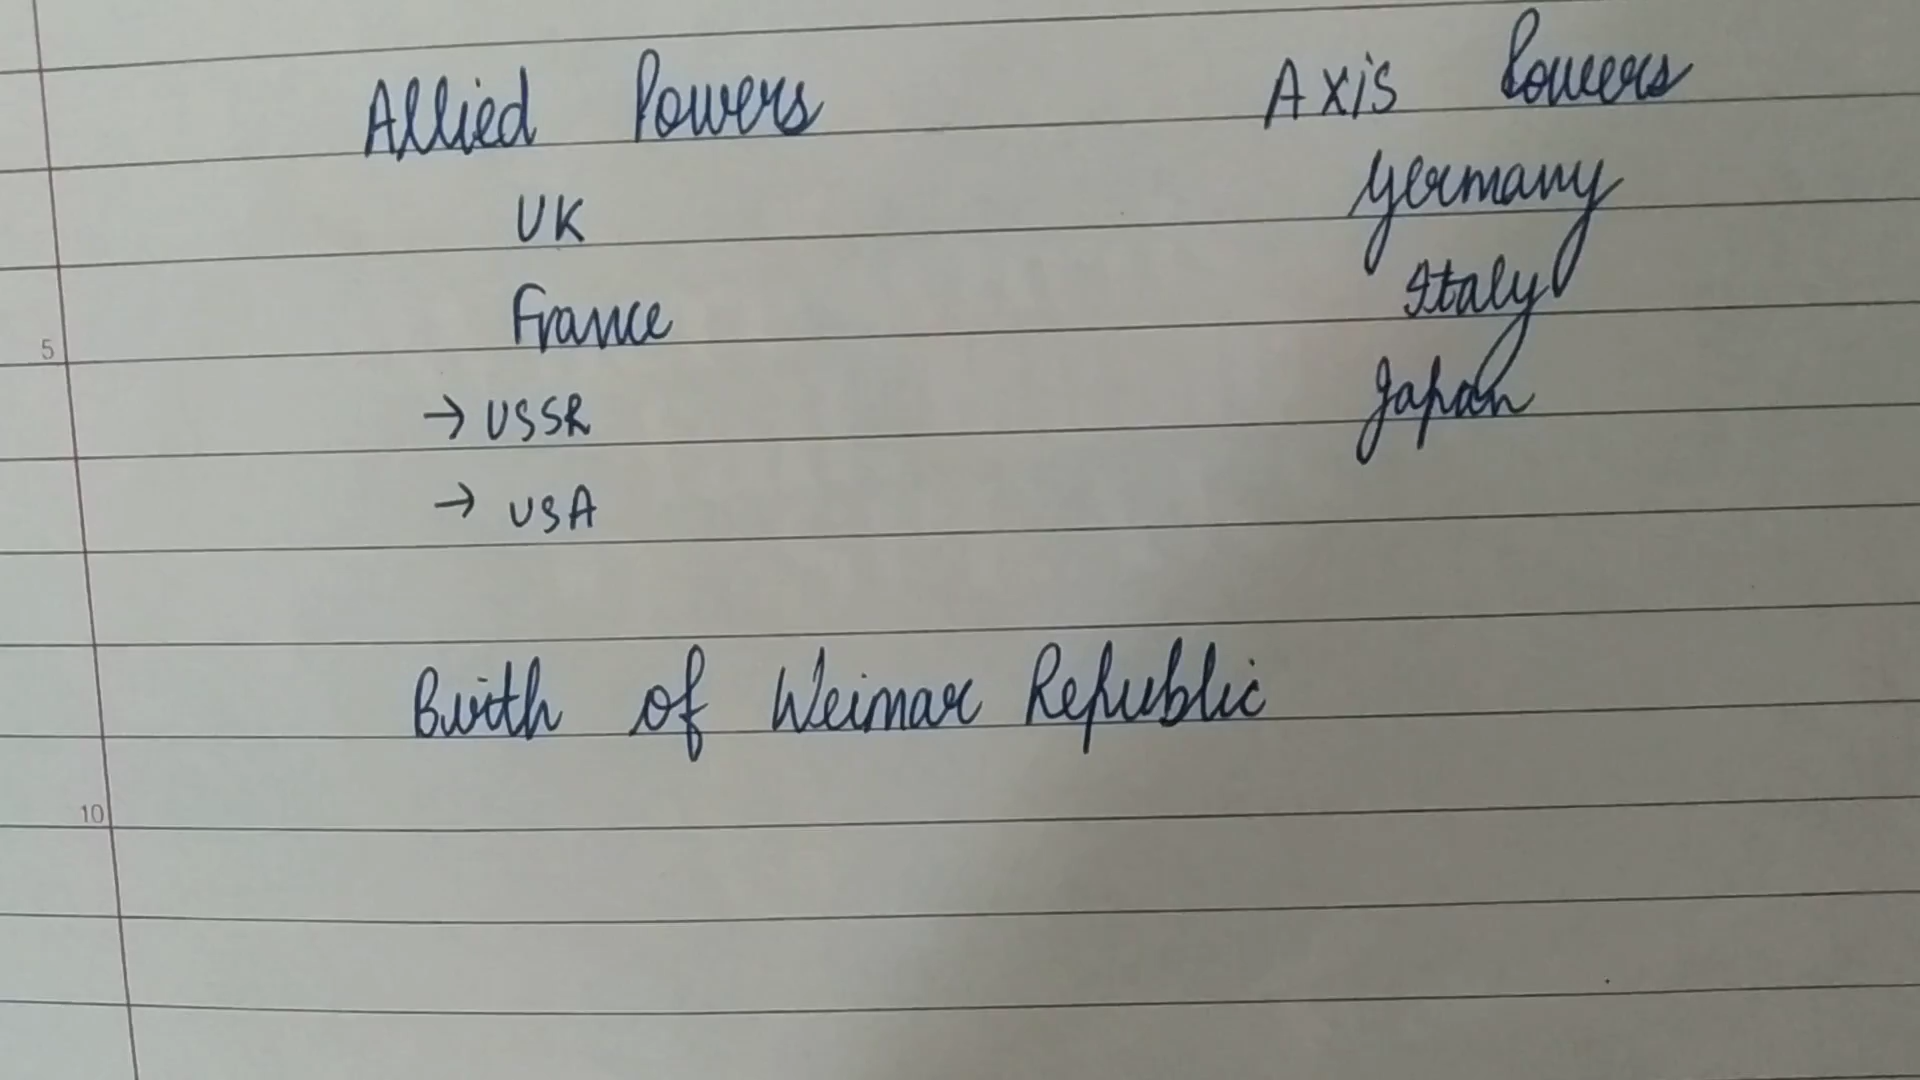 Allied Powers
UK
France
→ USSR
→ USA
Axis Powers
Germany
Italy
Japan
Birth of Weimar Republic
5
10